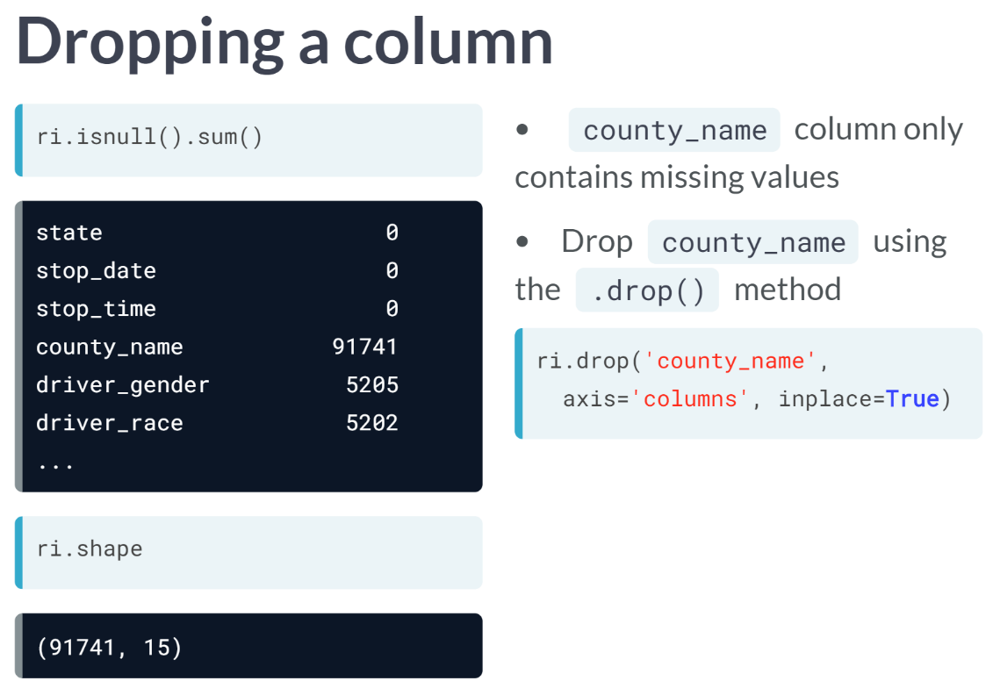 Dropping a column
ri.isnull().sum()
state 0
stop_date 0
stop_time 0
county_name 91741
driver_gender 5205
driver_race 5202
...
ri.shape
(91741, 15)
• county_name column only
contains missing values
• Drop county_name using
the .drop() method
ri.drop('county_name',
axis='columns', inplace=True)